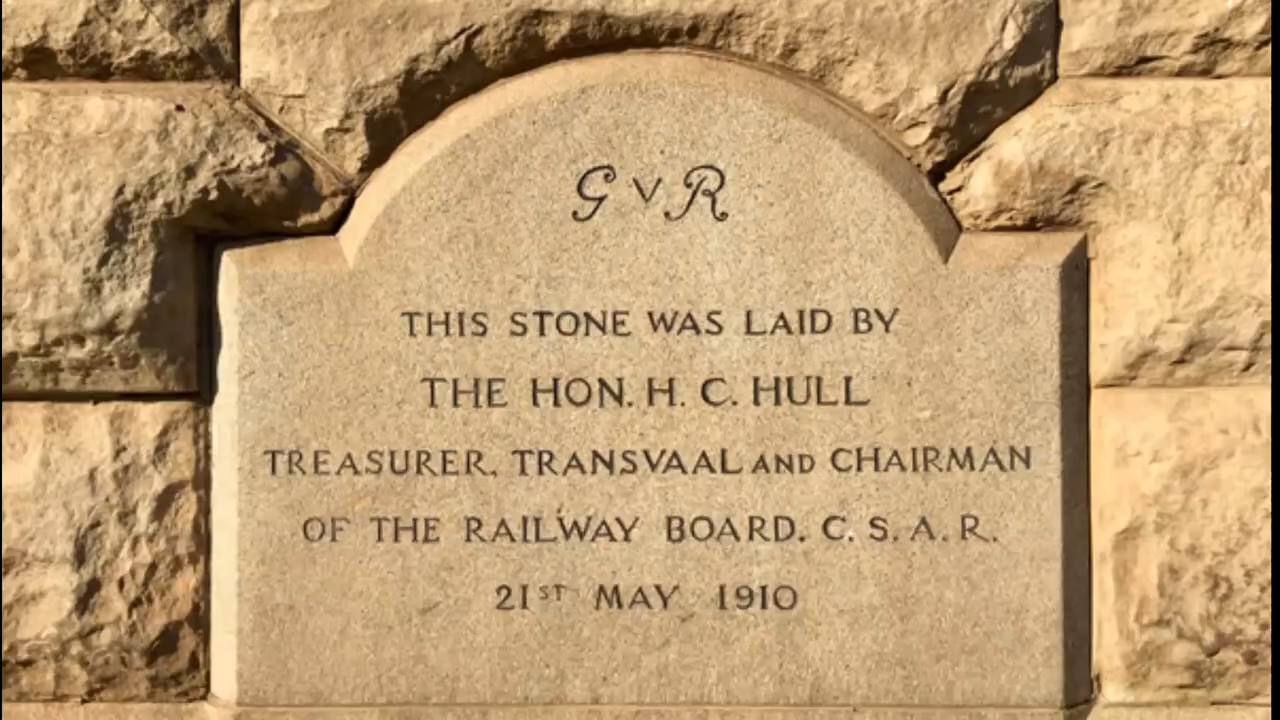 G V R
THIS STONE WAS LAID BY
THE HON. H. C. HULL
TREASURER, TRANSVAAL AND CHAIRMAN
OF THE RAILWAY BOARD. C. S. A. R.
21ST MAY 1910